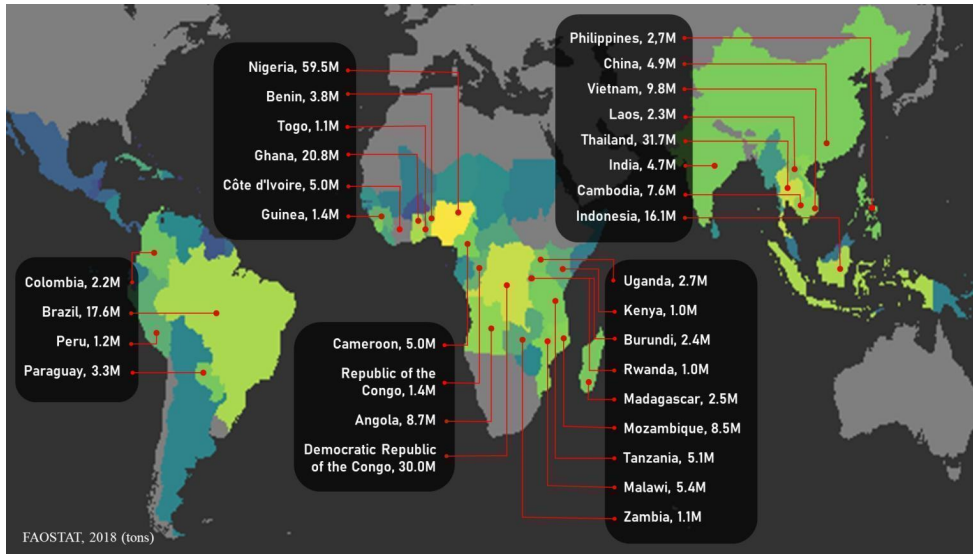 Nigeria, 59.5M
Benin, 3.8M
Togo, 1.1M
Ghana, 20.8M
Côte d'Ivoire, 5.0M
Guinea, 1.4M
Philippines, 2,7M
China, 4.9M
Vietnam, 9.8M
Laos, 2.3M
Thailand, 31.7M
India, 4.7M
Cambodia, 7.6M
Indonesia, 16.1M
Colombia, 2.2M
Brazil, 17.6M
Peru, 1.2M
Paraguay, 3.3M
Cameroon, 5.0M
Republic of the
Congo, 1.4M
Angola, 8.7M
Democratic Republic
of the Congo, 30.0M
Uganda, 2.7M
Kenya, 1.0M
Burundi, 2.4M
Rwanda, 1.0M
Madagascar, 2.5M
Mozambique, 8.5M
Tanzania, 5.1M
Malawi, 5.4M
Zambia, 1.1M
FAOSTAT, 2018 (tons)